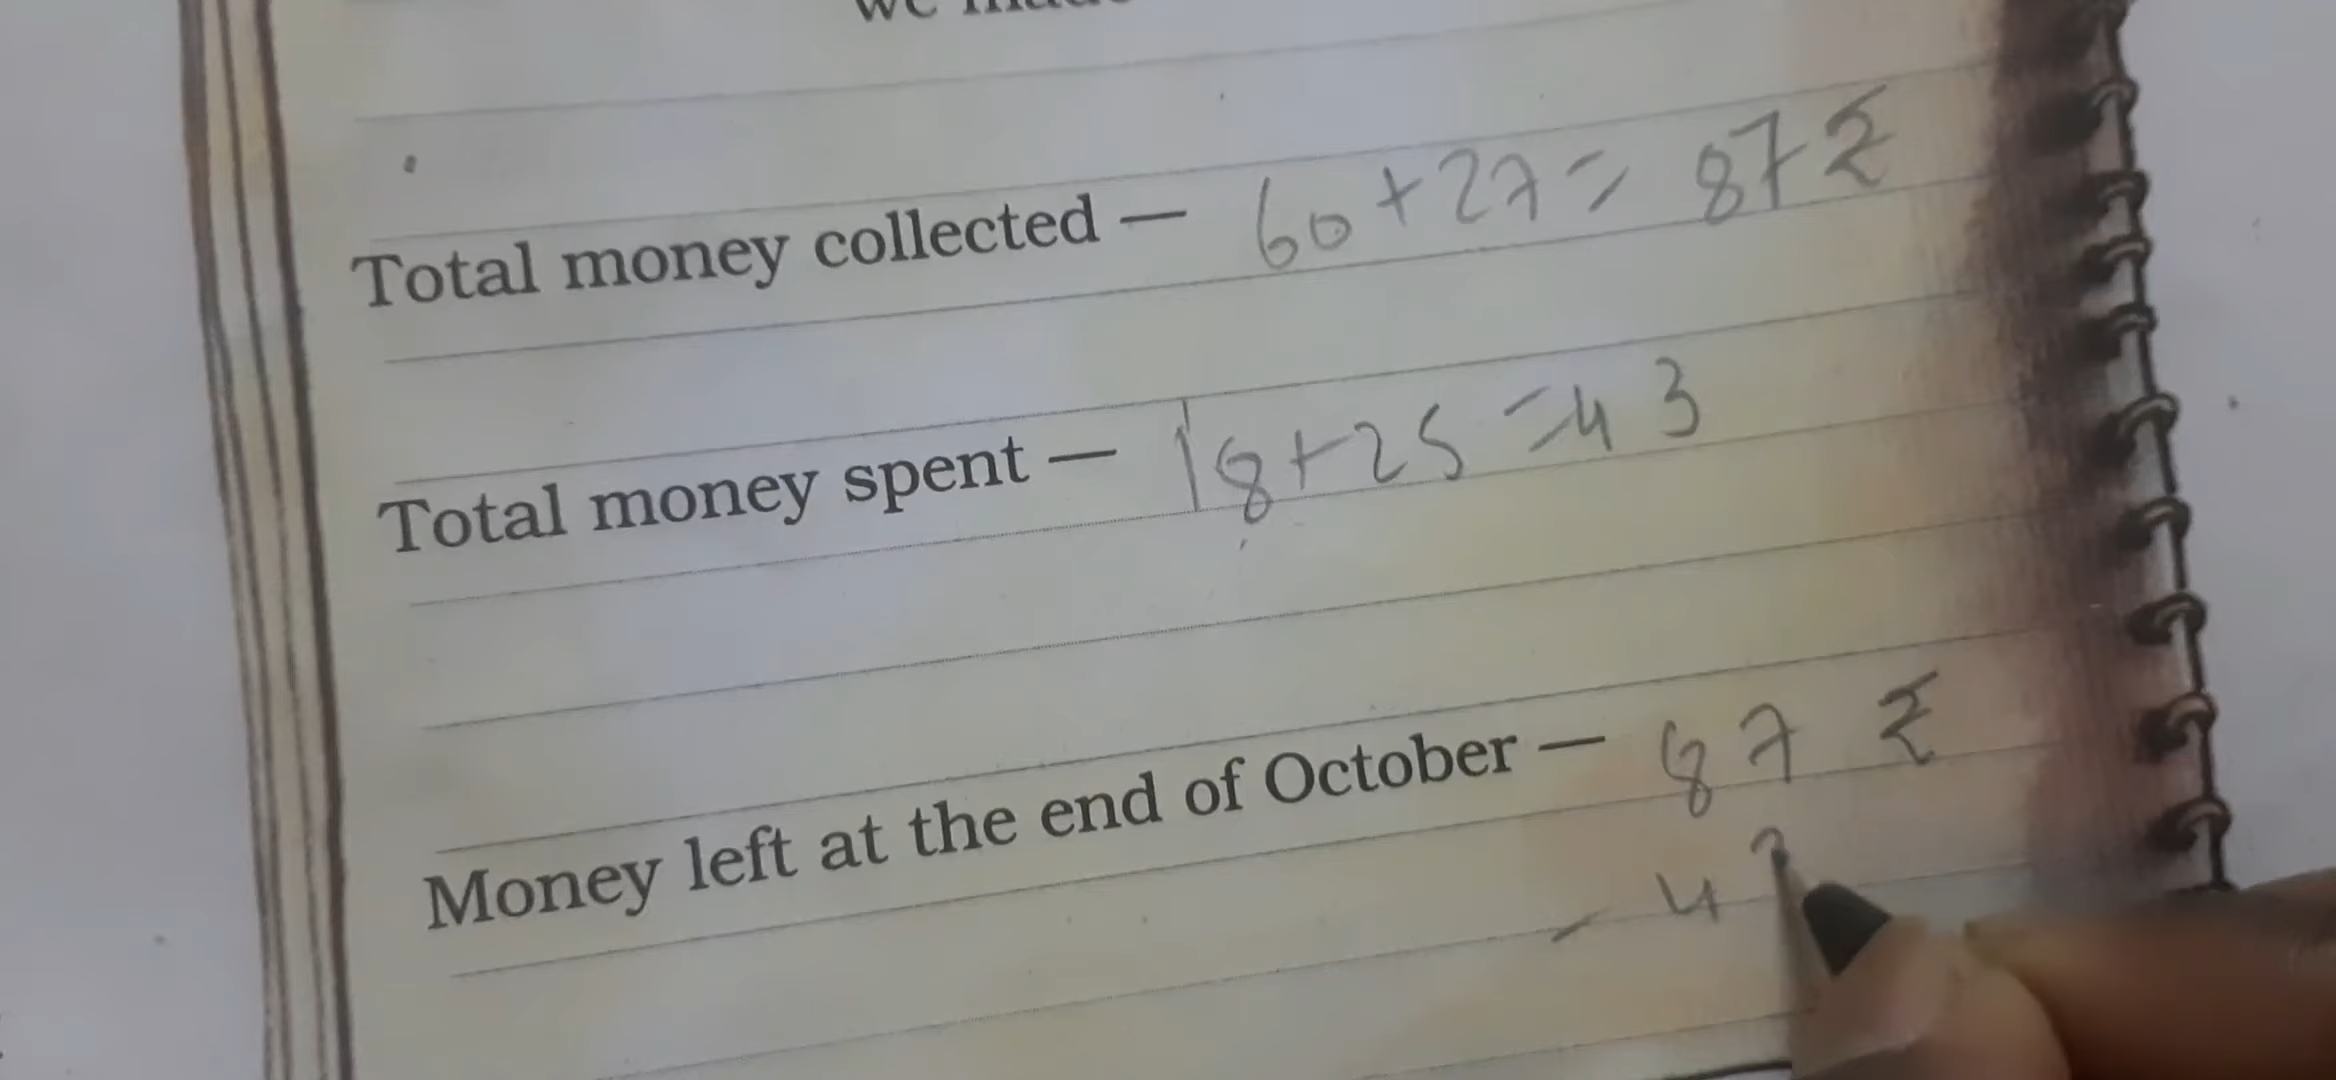 Total money collected — 60+27= 87₹
Total money spent — 18+25=43
Money left at the end of October — 87 ₹
- 4